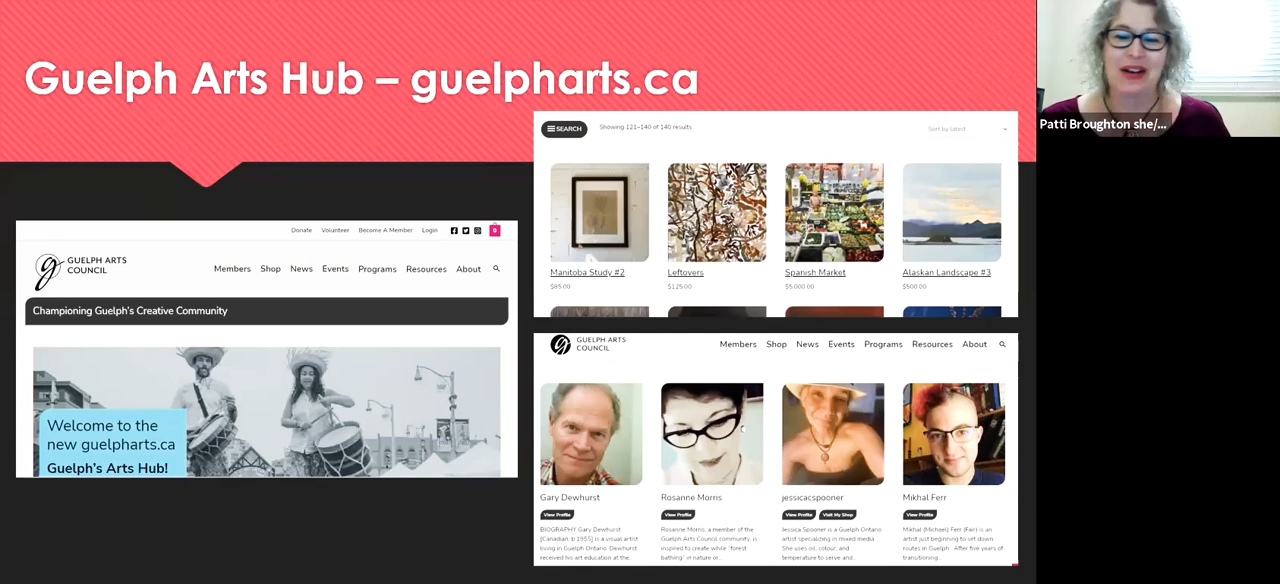 Guelph Arts Hub – guelpharts.ca
Patti Broughton she/...
Donate Volunteer Become A Member Login 0
GUELPH ARTS
COUNCIL
Members Shop News Events Programs Resources About
Championing Guelph's Creative Community
Welcome to the
new guelpharts.ca
Guelph's Arts Hub!
SEARCH Showing 121–140 of 140 results Sort by latest
Manitoba Study #2 Leftovers Spanish Market Alaskan Landscape #3
$85.00 $125.00 $5,000.00 $500.00
GUELPH ARTS
COUNCIL
Members Shop News Events Programs Resources About
Gary Dewhurst Rosanne Morris jessicacspooner Mikhal Ferr
View Profile View Profile View Profile Visit My Shop View Profile
BIOGRAPHY Gary Dewhurst
[Canadian, b.1955] is a visual artist
living in Guelph Ontario. Dewhurst
received his art education at the...
Rosanne Morris, a member of the
Guelph Arts Council community, is
inspired to create while "forest
bathing" in nature or...
Jessica Spooner is a Guelph Ontario
artist specializing in mixed media.
She uses oil, colour, and
temperature to serve and...
Mikhal (Michael) Ferr (Fair) is an
artist just beginning to set down
routes in Guelph. After five years of
transitioning...